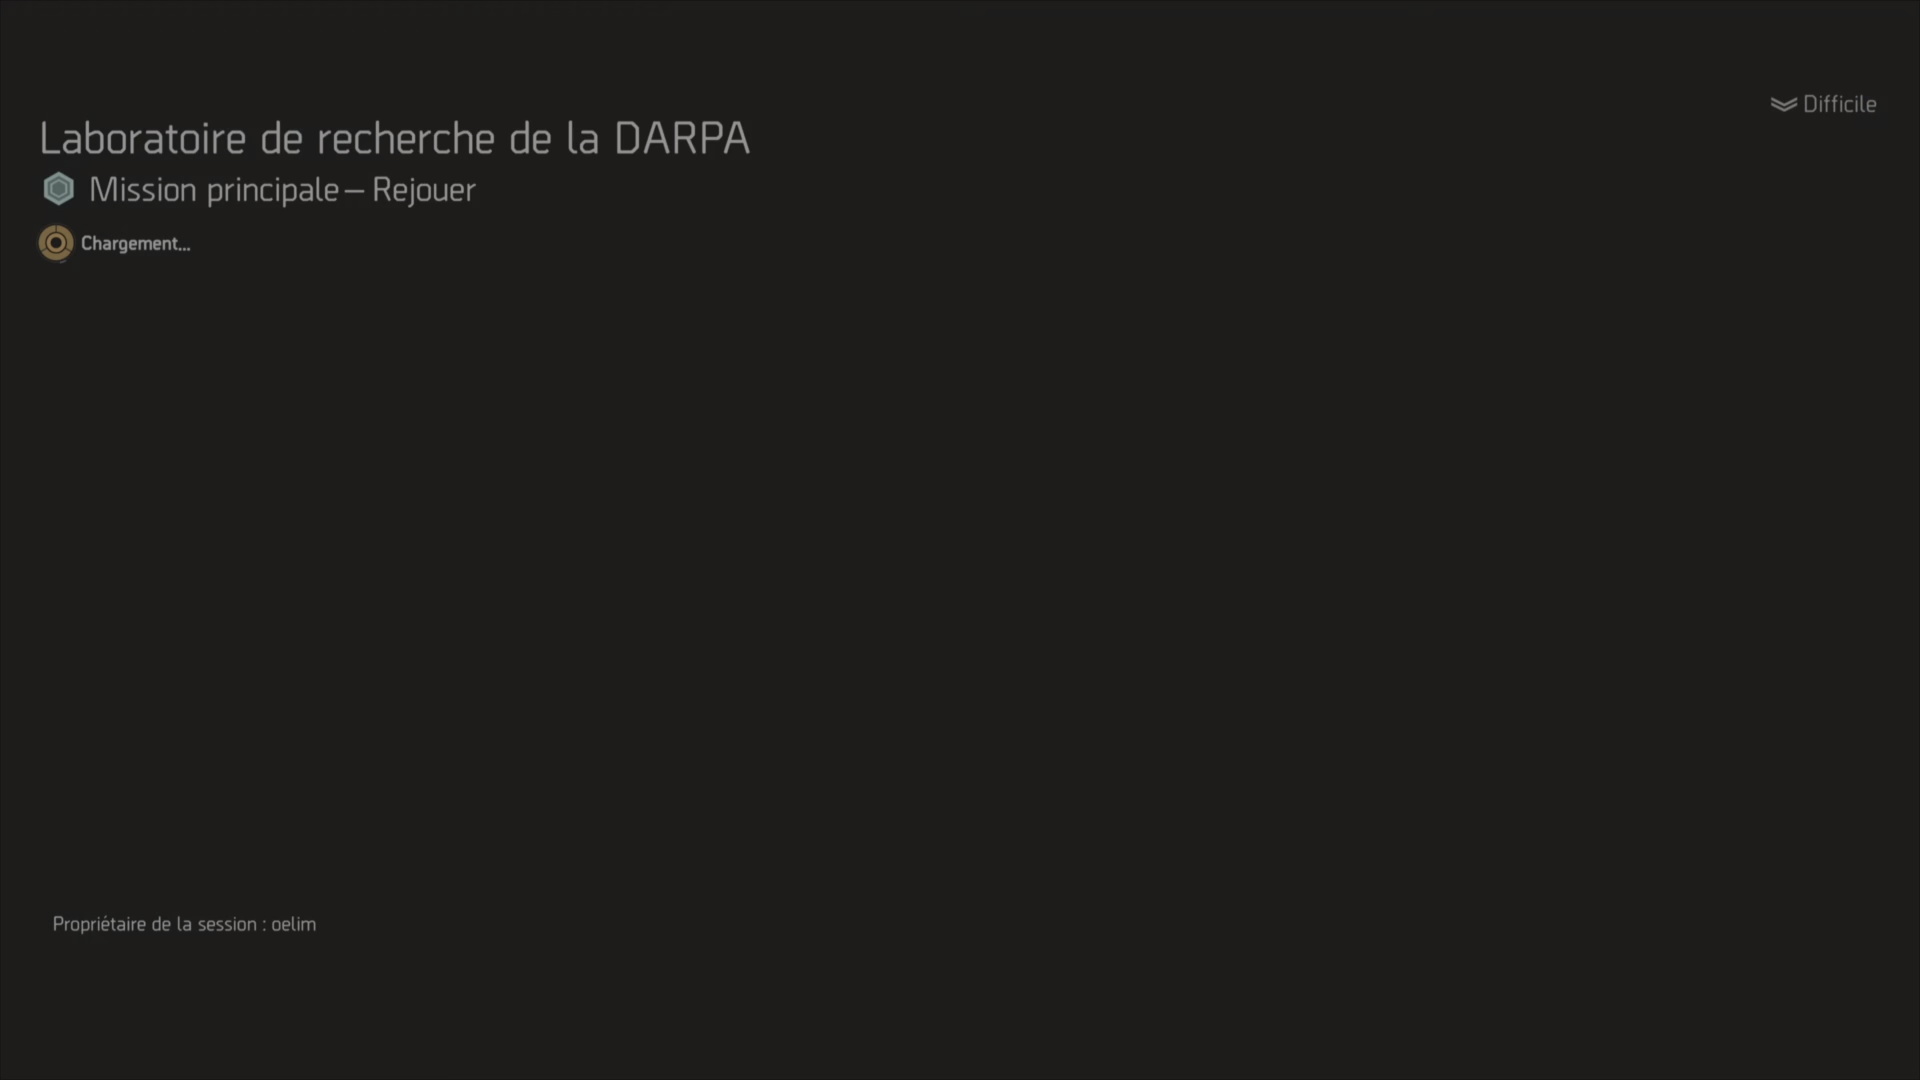 Difficile
Laboratoire de recherche de la DARPA
Mission principale – Rejouer
Chargement...
Propriétaire de la session : oelim